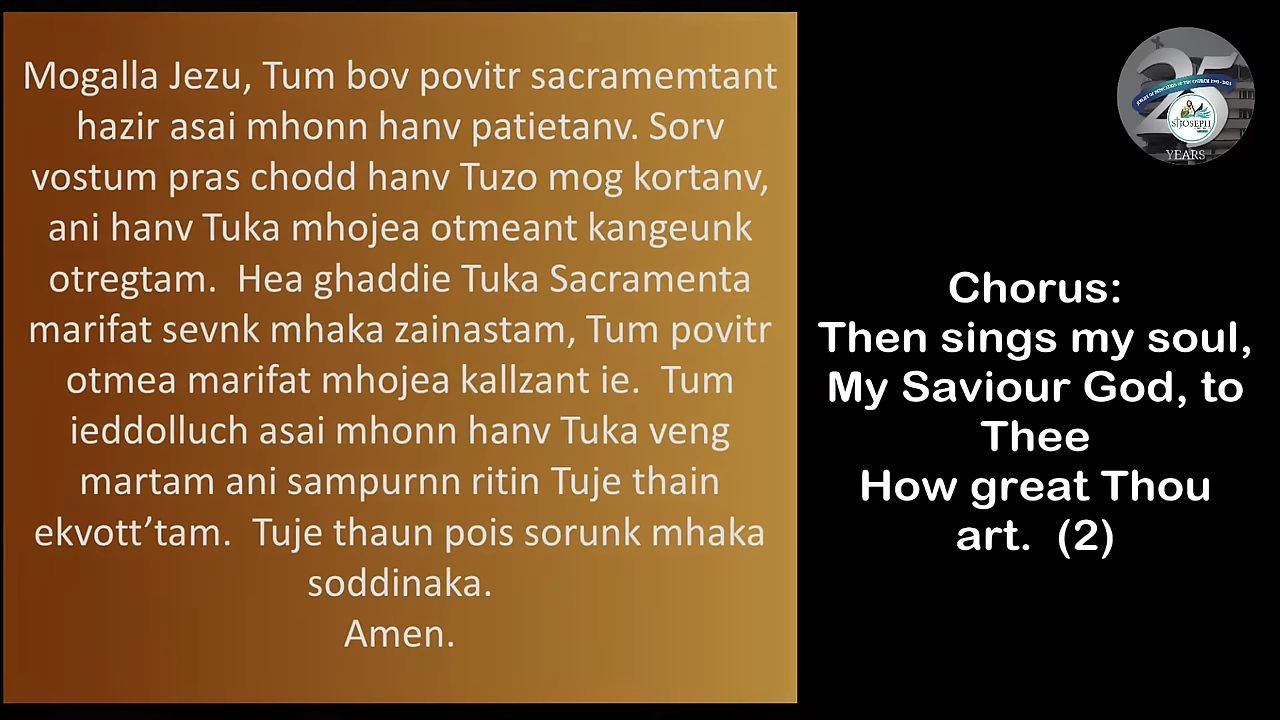 Mogalla Jezu, Tum bov povitr sacramemtant
hazir asai mhonn hanv patietanv. Sorv
vostum pras chodd hanv Tuzo mog kortanv,
ani hanv Tuka mhojea otmeant kangeunk
otregtam.  Hea ghaddie Tuka Sacramenta
marifat sevnk mhaka zainastam, Tum povitr
otmea marifat mhojea kallzant ie.  Tum
ieddolluch asai mhonn hanv Tuka veng
martam ani sampurnn ritin Tuje thain
ekvott’tam.  Tuje thaun pois sorunk mhaka
soddinaka.
Amen.
Chorus:
Then sings my soul,
My Saviour God, to
Thee
How great Thou
art.  (2)
25
ST JOSEPH
YEARS